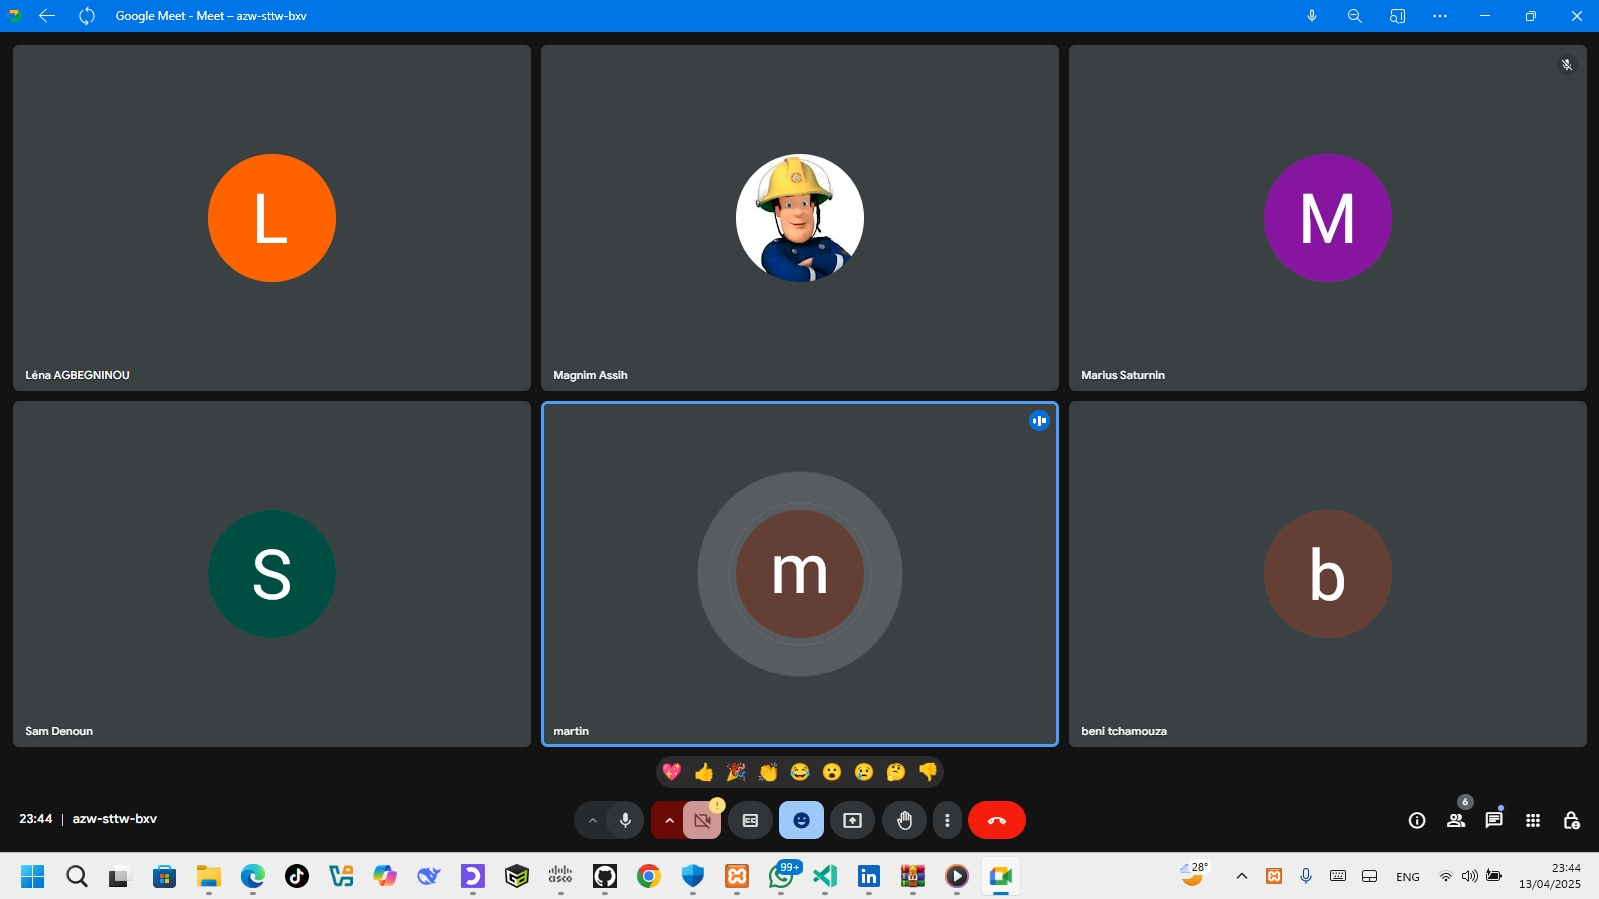 Google Meet - Meet – azw-sttw-bxv
L
M
Léna AGBEGNINOU
Magnim Assih
Marius Saturnin
S
m
b
Sam Denoun
martin
beni tchamouza
💖 👍 🎉 👏 😂 😮 😢 🤔 👎
23:44 | azw-sttw-bxv
6
99+
28°
ENG
23:44
13/04/2025
cisco